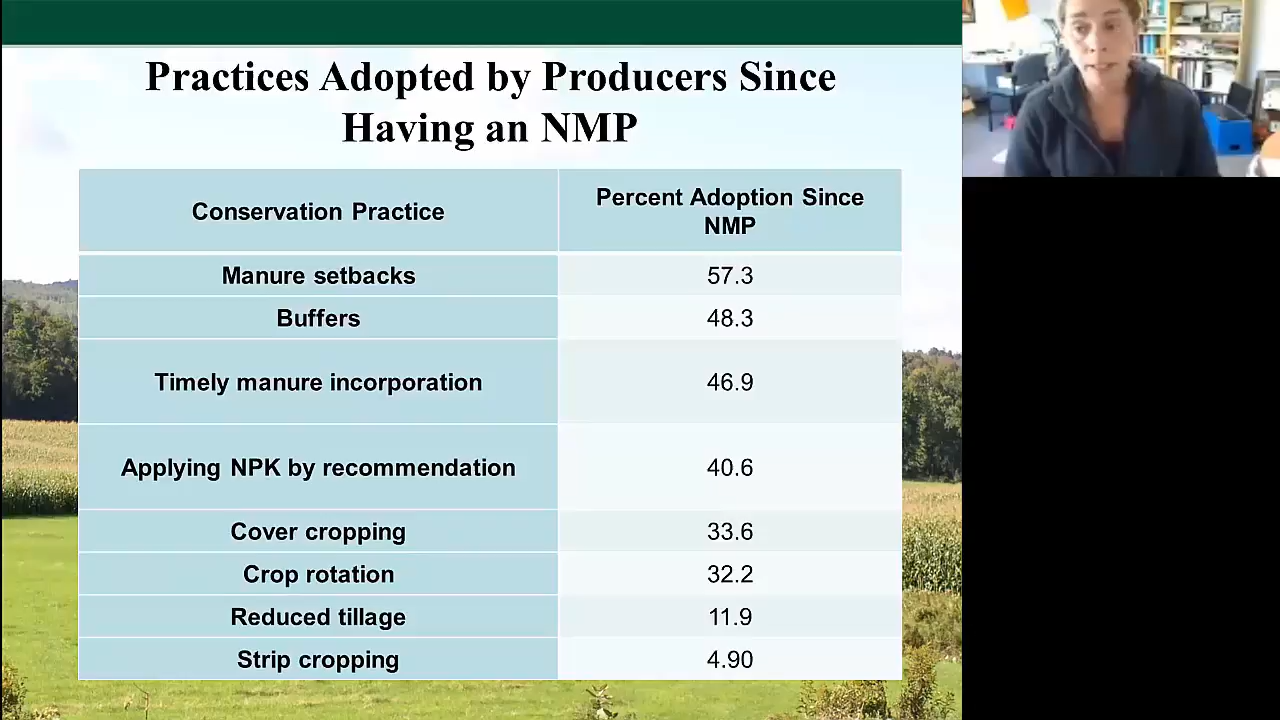 Practices Adopted by Producers Since
Having an NMP
Conservation Practice
Percent Adoption Since
NMP
Manure setbacks 57.3
Buffers 48.3
Timely manure incorporation 46.9
Applying NPK by recommendation 40.6
Cover cropping 33.6
Crop rotation 32.2
Reduced tillage 11.9
Strip cropping 4.90